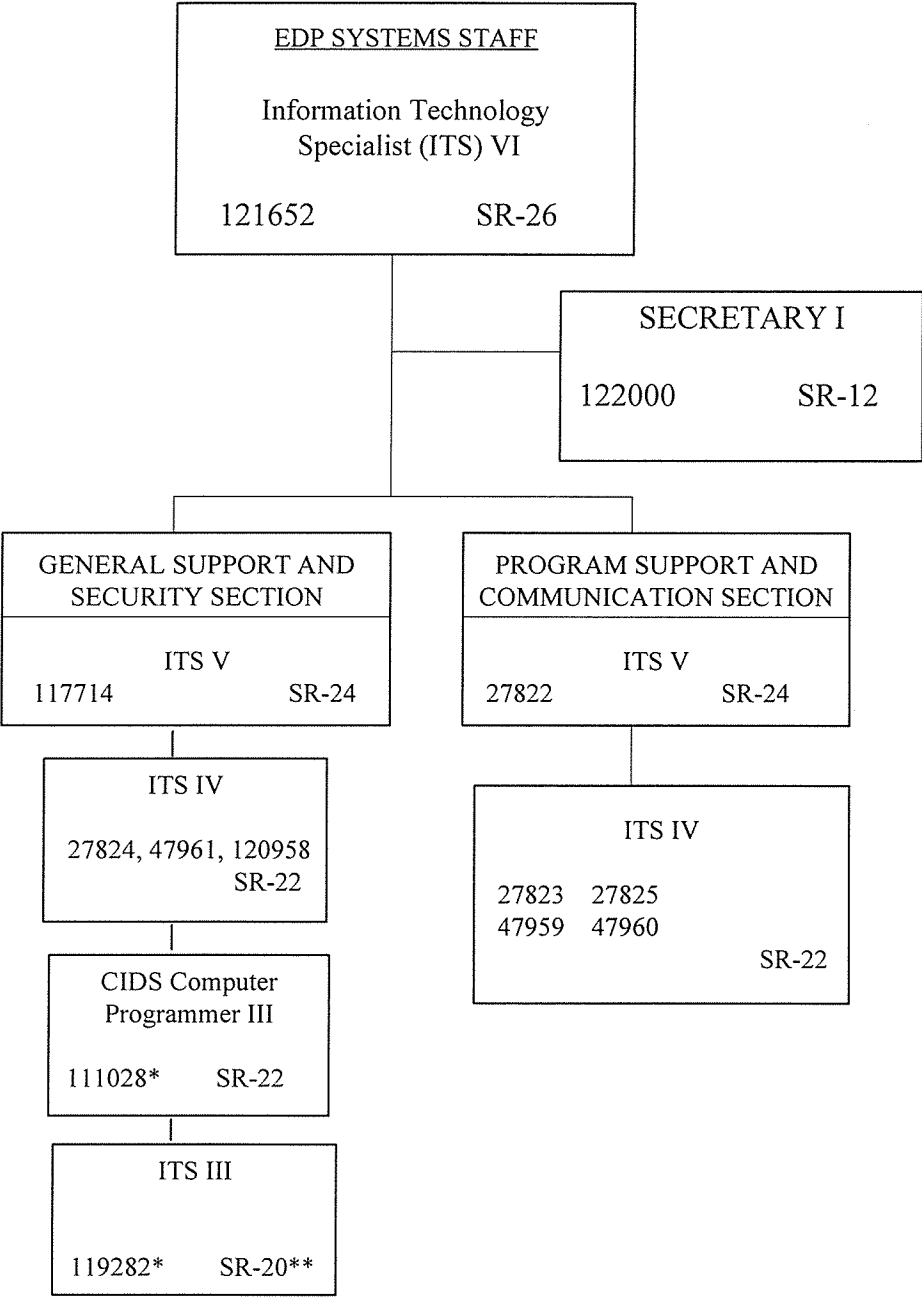 EDP SYSTEMS STAFF
Information Technology
Specialist (ITS) VI
121652 SR-26
SECRETARY I
122000 SR-12
GENERAL SUPPORT AND
SECURITY SECTION
ITS V
117714 SR-24
PROGRAM SUPPORT AND
COMMUNICATION SECTION
ITS V
27822 SR-24
ITS IV
27824, 47961, 120958
SR-22
ITS IV
27823 27825
47959 47960
SR-22
CIDS Computer
Programmer III
111028* SR-22
ITS III
119282* SR-20**